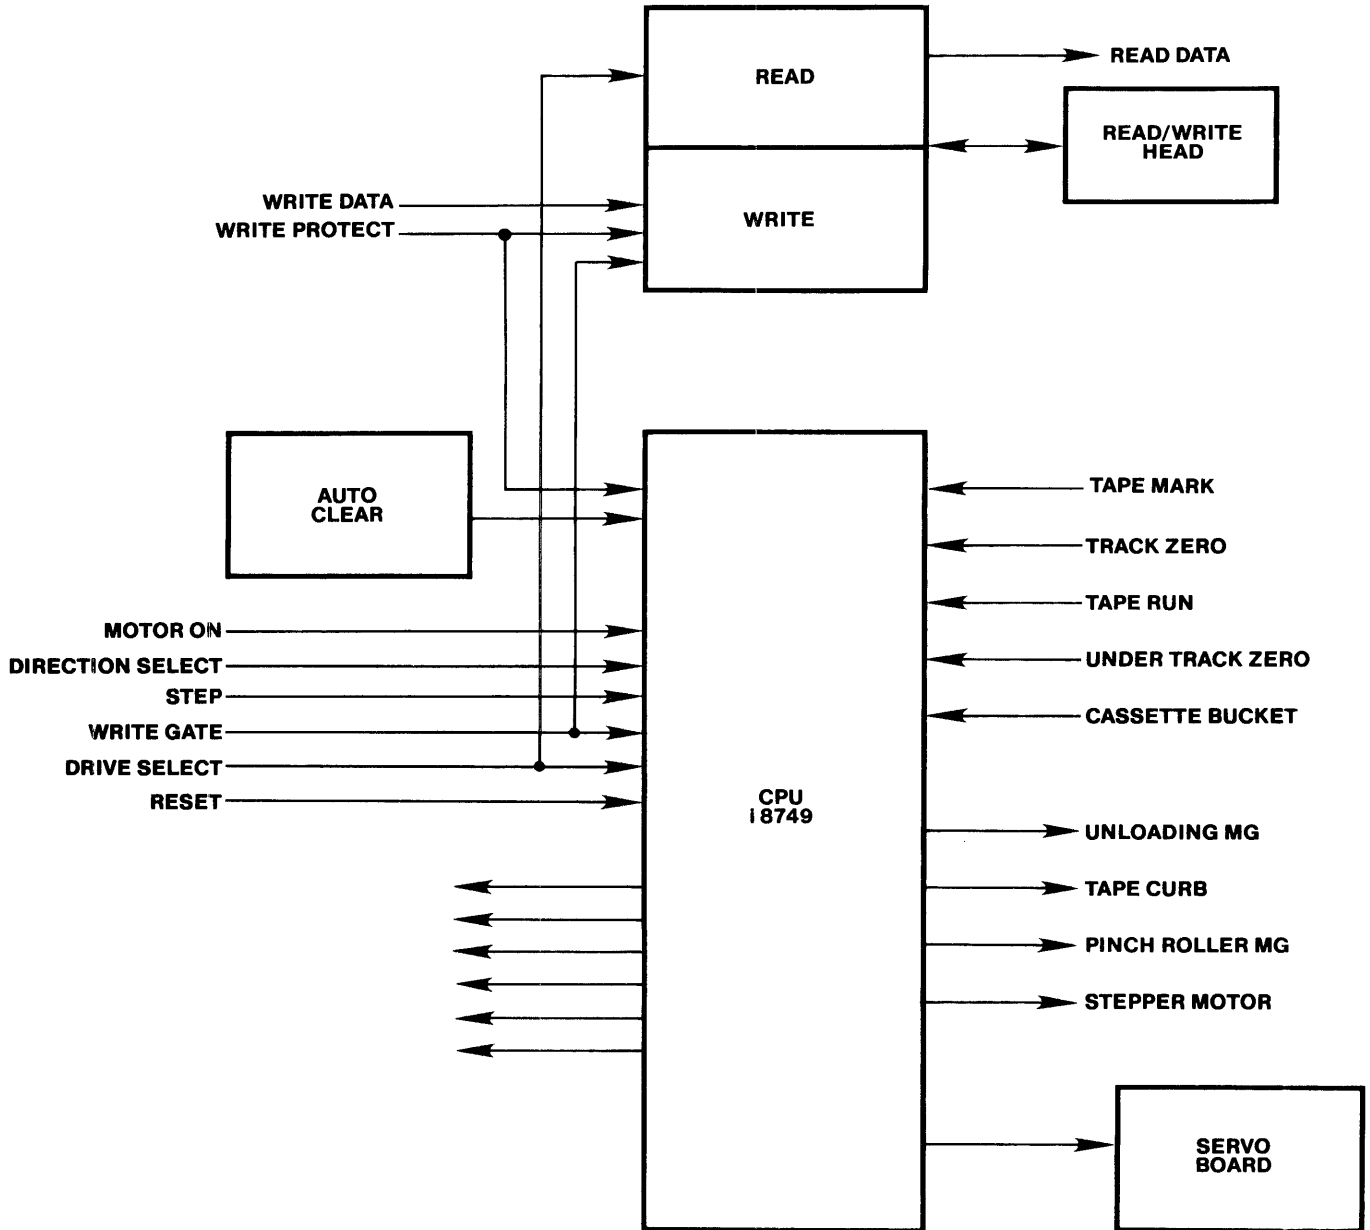 READ DATA
READ
READ/WRITE
HEAD
WRITE DATA
WRITE
WRITE PROTECT
AUTO
CLEAR
TAPE MARK
TRACK ZERO
TAPE RUN
MOTOR ON
DIRECTION SELECT
UNDER TRACK ZERO
STEP
CASSETTE BUCKET
WRITE GATE
DRIVE SELECT
RESET
CPU
i 8749
UNLOADING MG
TAPE CURB
PINCH ROLLER MG
STEPPER MOTOR
SERVO
BOARD